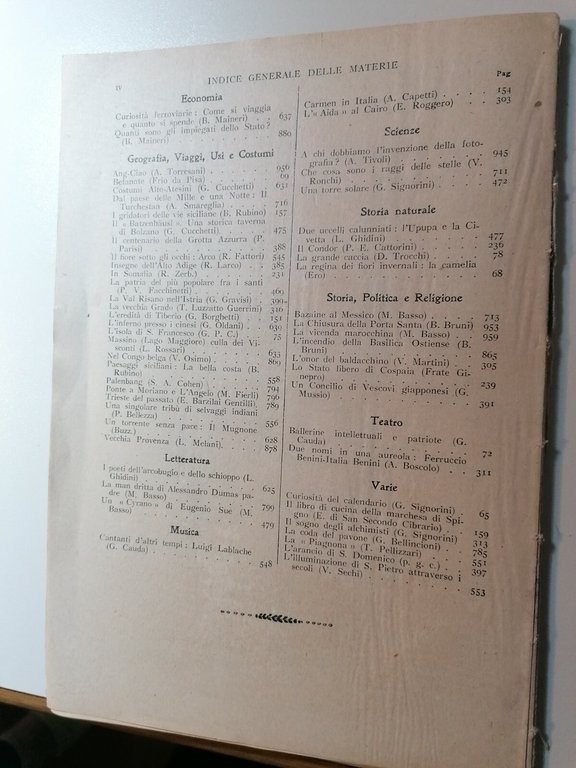 IV
INDICE GENERALE DELLE MATERIE
Economia
Curiosità ferroviarie : Come si viaggia
e quanto si spende (B. Maineri) . . 637
Quanti sono gli impiegati dello Stato?
(B. Maineri) . . . . . . . 880
Geografia, Viaggi, Usi e Costumi
Ang-Ciao (A. Torresani) . . . . 956
Befanote (Frio da Pisa) . . . . 69
Costumi Alto-Atesini (G. Cucchetti) . . 631
Dal paese delle Mille e una Notte : Il
Turchestan (A. Smareglia) . . . 716
I gridatori delle vie siciliane (B. Rubino) 157
Il « Batzenhäusl ». Una storica taverna
di Bolzano (G. Cucchetti) . . . . 475
Il centenario della Grotta Azzurra (P.
Parisi) . . . . . . . . 388
Il fiore sotto gli occhi : Arco (R. Fattori) 545
Insegne dell'Alto Adige (R. Larco) . . 385
In Somalia (R. Zerb.) . . . . . 231
La patria del più popolare fra i santi
(P. V. Facchinetti) . . . . . 469
La Val Risano nell'Istria (G. Gravisi) . 390
La vecchia Grado (T. Luzzatto Guerrini) 316
L'eredità di Tiberio (G. Borghetti) . . 151
L'inferno presso i cinesi (G. Oldani) . 630
L'isola di S. Francesco (G. P. C.) . .
Massino (Lago Maggiore) culla dei Vi- 75
sconti (L. Rossari) . . . . . 633
Nel Congo belga (V. Osimo) . . . 869
Paesaggi siciliani : La bella costa (B.
Rubino) . . . . . . . .
Palenbang (S. A. Cohen) . . . . 558
Ponte a Moriano e L'Angelo (M. Fierli) 794
Trieste del passato (E. Barzilai Gentilli) 796
Una singolare tribù di selvaggi indiani 789
(P. Bellezza) . . . . . . .
Un torrente senza pace : Il Mugnone 556
(Buzz.) . . . . . . . .
Vecchia Provenza (L. Melani) . . . 628
878
Letteratura
I poeti dell'arcobugio e dello schioppo (L.
Ghidini) . . . . . . . .
La man dritta di Alessandro Dumas pa- 625
dre (M. Basso) . . . . . .
Un « Cyrano » di Eugenio Sue (M. 799
Basso) . . . . . . . .
479
Musica
Cantanti d'altri tempi : Luigi Lablache
(G. Cauda) . . . . . . . 548
Pag
Carmen in Italia (A. Capetti) . . . . 154
L'« Aida » al Cairo (E. Roggero) . . . 303
Scienze
A chi dobbiamo l'invenzione della foto-
grafia ? (A. Tivoli) . . . . . 945
Che cosa sono i raggi delle stelle (V.
Ronchi) . . . . . . . . 711
Una torre solare (G. Signorini) . . . 472
Storia naturale
Due uccelli calunniati : l'Upupa e la Ci-
vetta (L. Ghidini) . . . . . 477
Il Condor (P. E. Cattorini) . . . . 236
La grande caccia (D. Trocchi) . . . 78
La regina dei fiori invernali : la camelia
(Ero) . . . . . . . . 68
Storia, Politica e Religione
Bazaine al Messico (M. Basso) . . . 713
La Chiusura della Porta Santa (B. Bruni) 953
La vicenda marocchina (M. Basso) . . 959
L'incendio della Basilica Ostiense (B.
Bruni) . . . . . . . . 865
L'onor del baldacchino (V. Martini) . . 395
Lo Stato libero di Cospaia (Frate Gi-
nepro) . . . . . . . . 239
Un Concilio di Vescovi giapponesi (G.
Mussio) . . . . . . . . 391
Teatro
Ballerine intellettuali e patriote (G.
Cauda) . . . . . . . . 72
Due nomi in una aureola : Ferruccio
Benini-Italia Benini (A. Boscolo) . . 311
Varie
Curiosità del calendario (G. Signorini) . 65
Il libro di cucina della marchesa di Spi-
gno (E. di San Secondo Cibrario) . . 159
Il sogno degli alchimisti (G. Signorini) . 313
La coda del pavone (G. Bellincioni) . . 785
La « Piagnona » (T. Pellizzari) . . . 551
L'arancio di S. Domenico (p. g. c.) . . 397
L'illuminazione di S. Pietro attraverso i
secoli (V. Sechi) . . . . . . 553